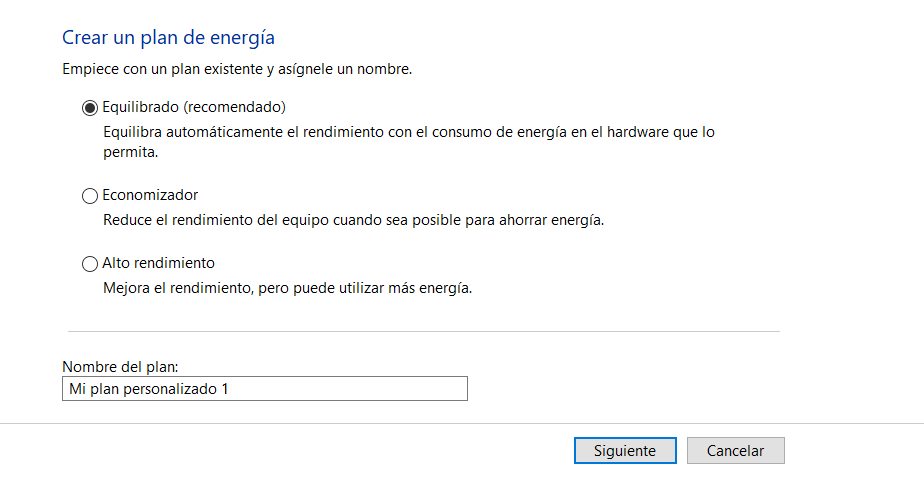 Crear un plan de energía
Empiece con un plan existente y asígnele un nombre.
Equilibrado (recomendado)
Equilibra automáticamente el rendimiento con el consumo de energía en el hardware que lo
permita.
Economizador
Reduce el rendimiento del equipo cuando sea posible para ahorrar energía.
Alto rendimiento
Mejora el rendimiento, pero puede utilizar más energía.
Nombre del plan:
Mi plan personalizado 1
Siguiente
Cancelar